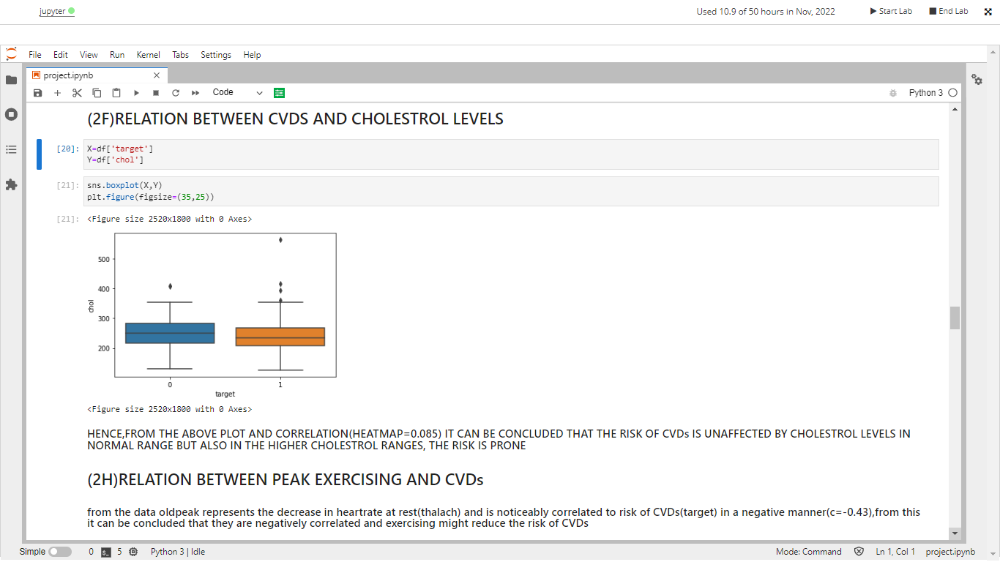 jupyter
Used 10.9 of 50 hours in Nov, 2022
Start Lab
End Lab
File Edit View Run Kernel Tabs Settings Help
project.ipynb
Code
Python 3
(2F)RELATION BETWEEN CVDS AND CHOLESTROL LEVELS
[20]: X=df['target']
Y=df['chol']
[21]: sns.boxplot(X,Y)
plt.figure(figsize=(35,25))
[21]: <Figure size 2520x1800 with 0 Axes>
500
400
300
200
chol
0 1
target
<Figure size 2520x1800 with 0 Axes>
HENCE,FROM THE ABOVE PLOT AND CORRELATION(HEATMAP=0.085) IT CAN BE CONCLUDED THAT THE RISK OF CVDs IS UNAFFECTED BY CHOLESTROL LEVELS IN
NORMAL RANGE BUT ALSO IN THE HIGHER CHOLESTROL RANGES, THE RISK IS PRONE
(2H)RELATION BETWEEN PEAK EXERCISING AND CVDs
from the data oldpeak represents the decrease in heartrate at rest(thalach) and is noticeably correlated to risk of CVDs(target) in a negative manner(c=-0.43),from this
it can be concluded that they are negatively correlated and exercising might reduce the risk of CVDs
Simple 0 $_ 5 Python 3 | Idle Mode: Command Ln 1, Col 1 project.ipynb